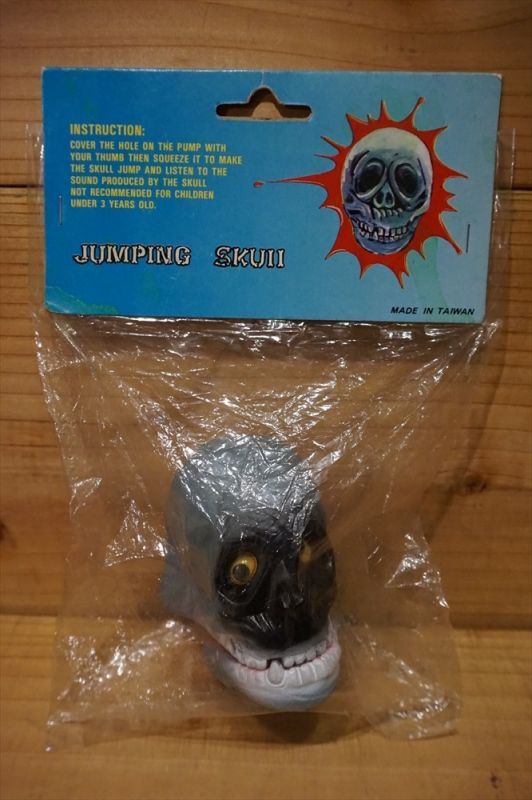 INSTRUCTION:
COVER THE HOLE ON THE PUMP WITH
YOUR THUMB THEN SQUEEZE IT TO MAKE
THE SKULL JUMP AND LISTEN TO THE
SOUND PRODUCED BY THE SKULL
NOT RECOMMENDED FOR CHILDREN
UNDER 3 YEARS OLD.
JUMPING SKUll
MADE IN TAIWAN